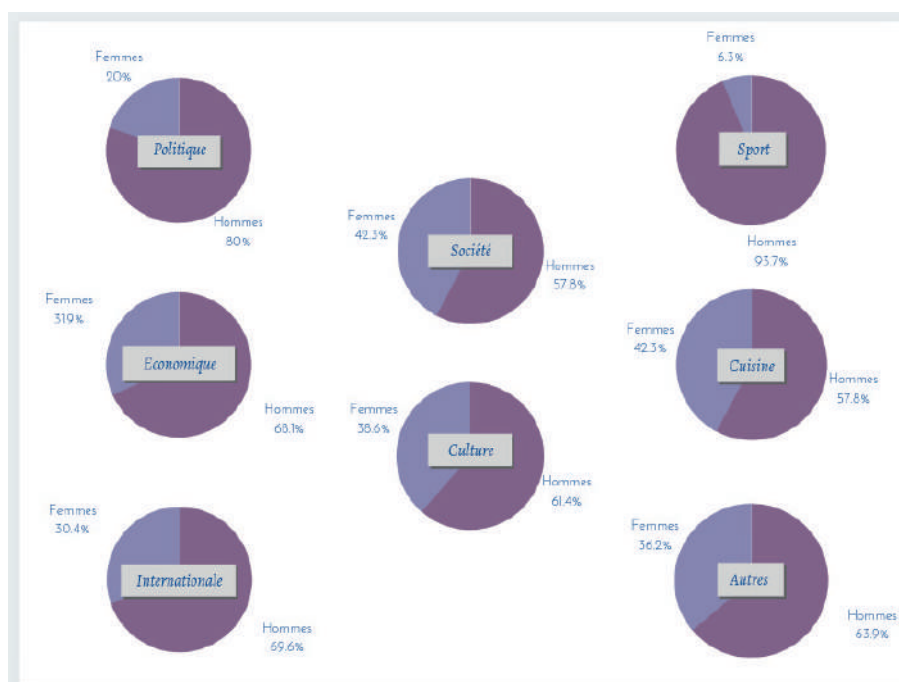 Femmes
20%
Politique
Hommes
80%
Femmes
6.3%
Sport
Hommes
93.7%
Femmes
42.3%
Société
Hommes
57.8%
Femmes
31.9%
Economique
Hommes
68.1%
Femmes
42.3%
Cuisine
Hommes
57.8%
Femmes
38.6%
Culture
Hommes
61.4%
Femmes
30.4%
Internationale
Hommes
69.6%
Femmes
36.2%
Autres
Hommes
63.9%